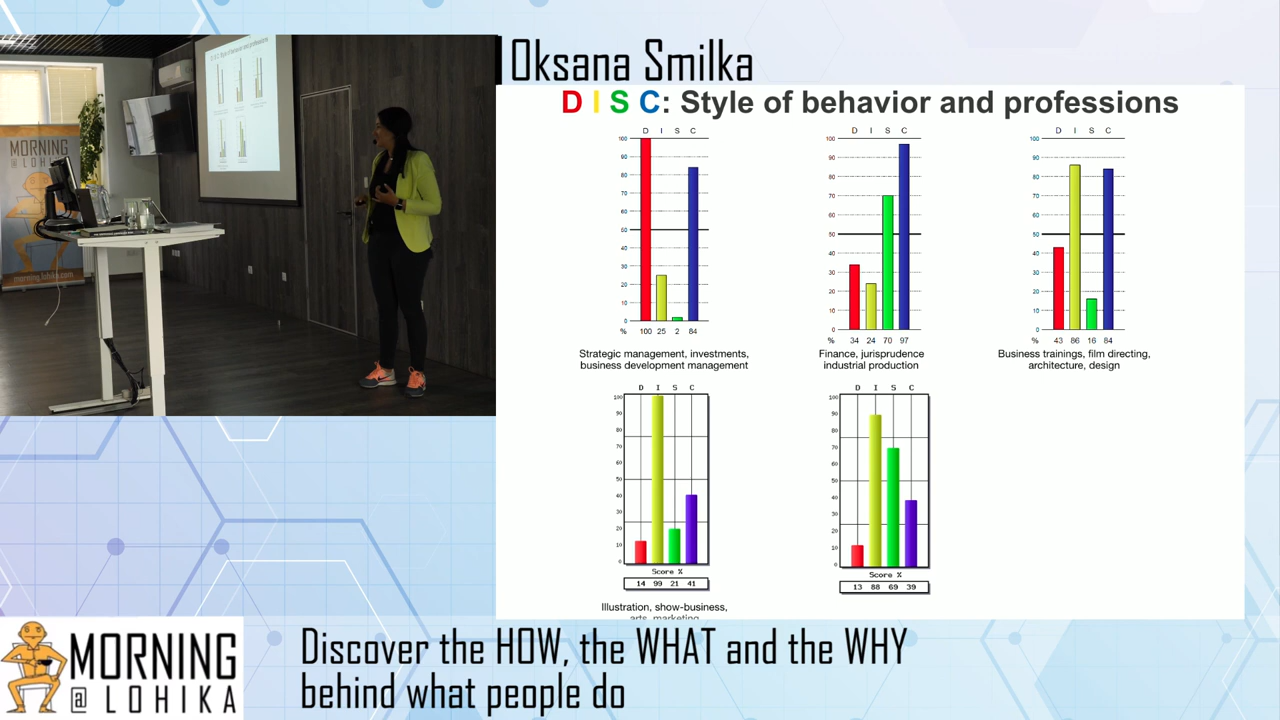 Oksana Smilka
D I S C: Style of behavior and professions
D I S C
100
90
80
70
60
50
40
30
20
10
0
% 100 25 2 84
Strategic management, investments,
business development management
D I S C
100
90
80
70
60
50
40
30
20
10
0
% 34 24 70 97
Finance, jurisprudence
industrial production
D I S C
100
90
80
70
60
50
40
30
20
10
0
% 43 86 16 84
Business trainings, film directing,
architecture, design
D I S C
100
90
80
70
60
50
40
30
20
10
0
Score %
14 99 21 41
Illustration, show-business,
arts, marketing
D I S C
100
90
80
70
60
50
40
30
20
10
0
Score %
13 88 69 39
MORNING
@LOHIKA
morning.lohika.com
MORNING
@LOHIKA
Discover the HOW, the WHAT and the WHY
behind what people do